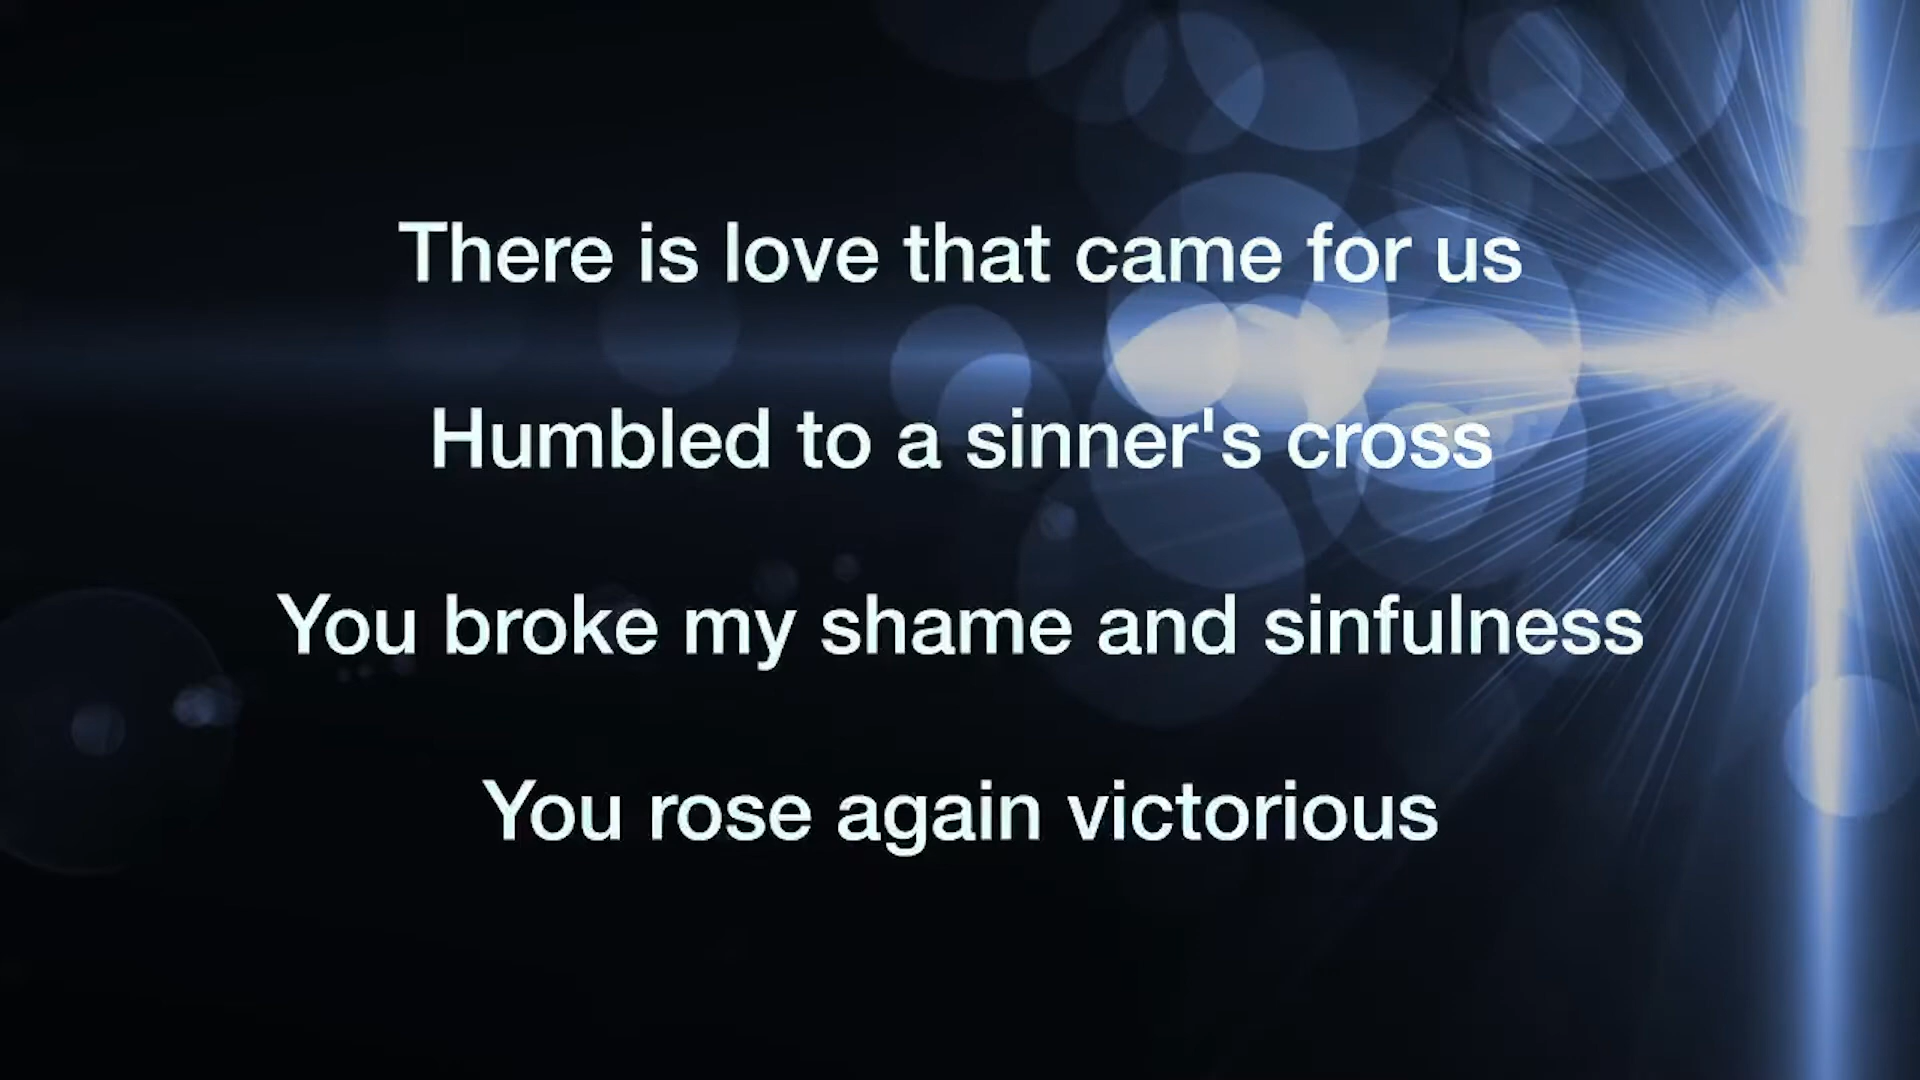 There is love that came for us
Humbled to a sinner's cross
You broke my shame and sinfulness
You rose again victorious